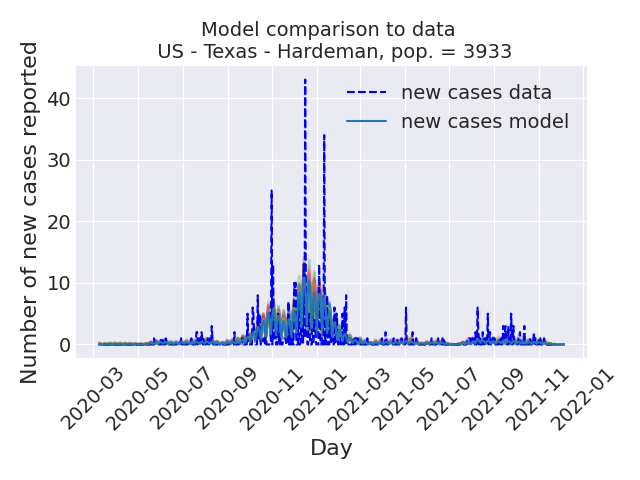 Model comparison to data
US - Texas - Hardeman, pop. = 3933
new cases data
new cases model
Number of new cases reported
40
30
20
10
0
2020-03
2020-05
2020-07
2020-09
2020-11
2021-01
2021-03
2021-05
2021-07
2021-09
2021-11
2022-01
Day